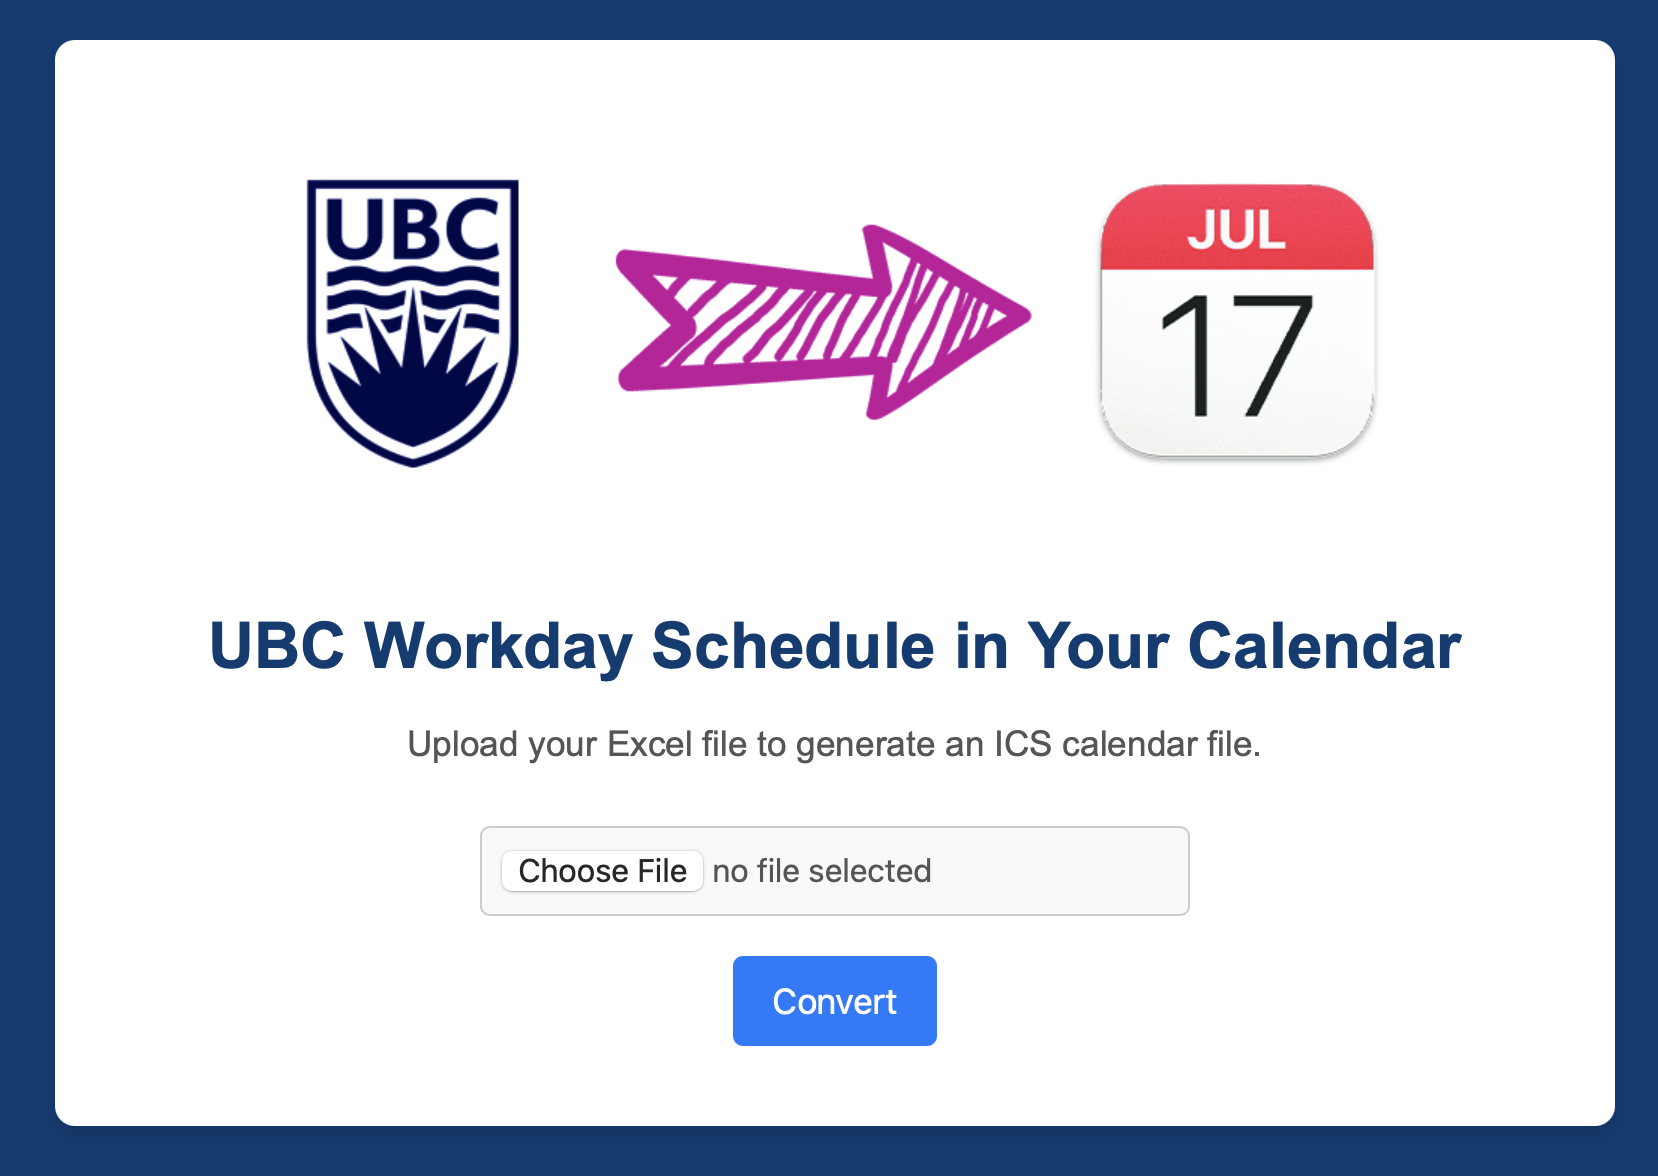 UBC
JUL
17
UBC Workday Schedule in Your Calendar
Upload your Excel file to generate an ICS calendar file.
Choose File no file selected
Convert